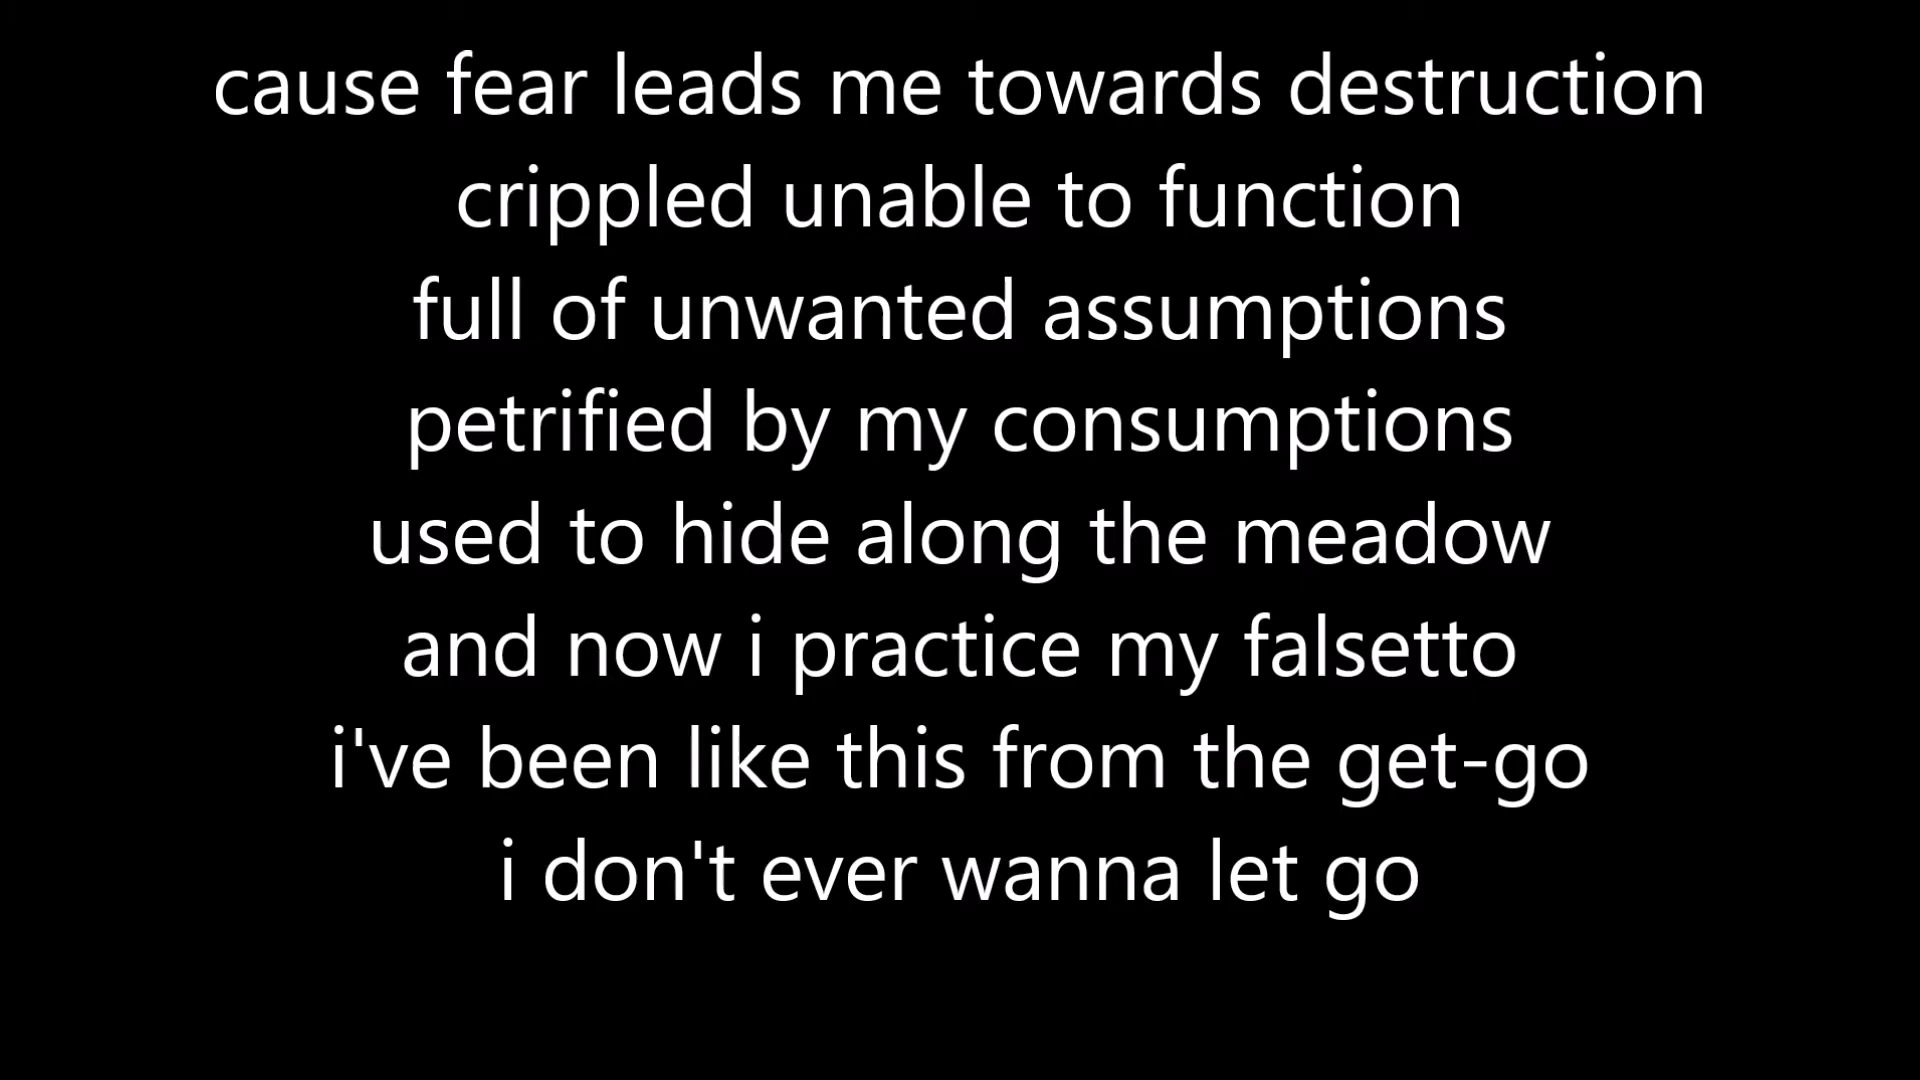 cause fear leads me towards destruction
crippled unable to function
full of unwanted assumptions
petrified by my consumptions
used to hide along the meadow
and now i practice my falsetto
i've been like this from the get-go
i don't ever wanna let go